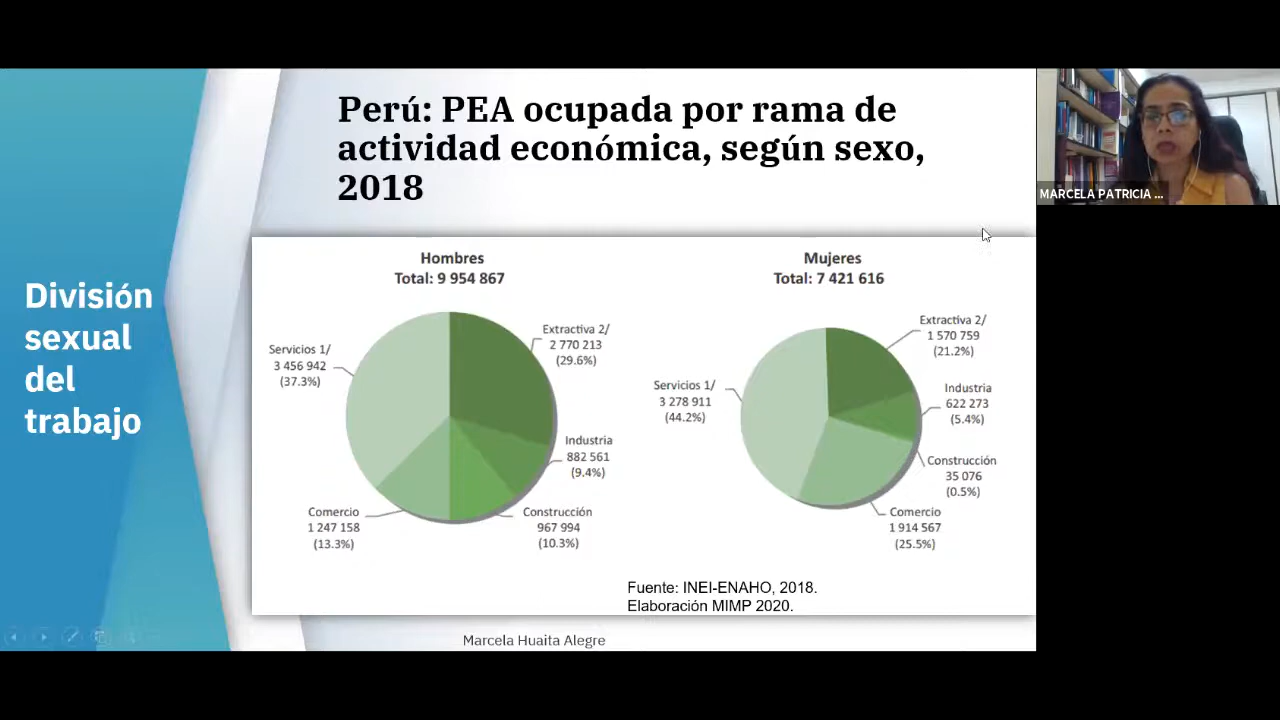 Perú: PEA ocupada por rama de
actividad económica, según sexo,
2018
MARCELA PATRICIA ...
División
sexual
del
trabajo
Hombres
Total: 9 954 867
Servicios 1/
3 456 942
(37.3%)
Extractiva 2/
2 770 213
(29.6%)
Industria
882 561
(9.4%)
Construcción
967 994
(10.3%)
Comercio
1 247 158
(13.3%)
Mujeres
Total: 7 421 616
Servicios 1/
3 278 911
(44.2%)
Extractiva 2/
1 570 759
(21.2%)
Industria
622 273
(5.4%)
Construcción
35 076
(0.5%)
Comercio
1 914 567
(25.5%)
Fuente: INEI-ENAHO, 2018.
Elaboración MIMP 2020.
Marcela Huaita Alegre